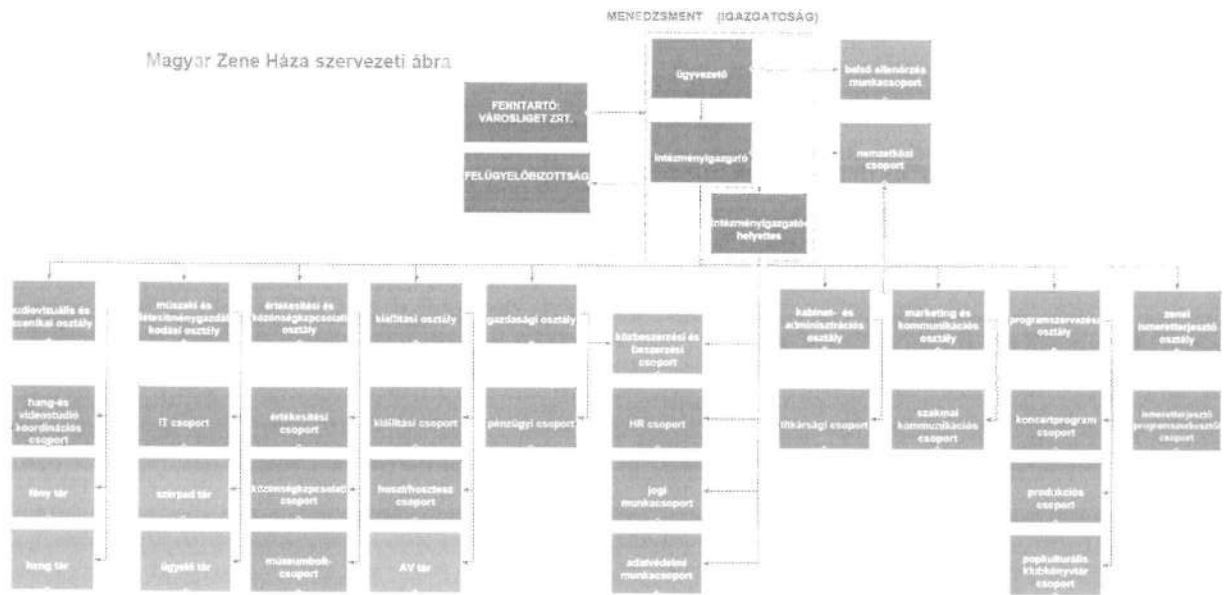 MENEDZSMENT (IGAZGATÓSÁG)
Magyar Zene Háza szervezeti ábra
ügyvezető
belső ellenőrzés
munkacsoport
FENNTARTÓ:
VÁROSLIGET ZRT.
intézményigazgató
nemzetközi
csoport
FELÜGYELŐBIZOTTSÁG
intézményigazgató-
helyettes
audiovizuális és
szcenikai osztály
műszaki és
létesítménygazdál
kodási osztály
értékesítési és
közönségkapcsolati
osztály
kiállítási osztály
gazdasági osztály
kabinet- és
adminisztrációs
osztály
marketing és
kommunikációs
osztály
programszervezési
osztály
zenei
ismeretterjesztő
osztály
közbeszerzési és
beszerzési
csoport
hang-és
videostudió
koordinációs
csoport
IT csoport
értékesítési
csoport
kiállítási csoport
pénzügyi csoport
HR csoport
titkársági csoport
szakmai
kommunikációs
csoport
koncertprogram
csoport
ismeretterjesztő
programszerkesztői
csoport
fény tár
színpad tár
közönségkapcsolati
csoport
hoszt/hosztesz
csoport
jogi
munkacsoport
produkciós
csoport
hang tár
ügyelő tár
múzeumbolt-
csoport
AV tár
adatvédelmi
munkacsoport
popkulturális
klubkönyvtár
csoport